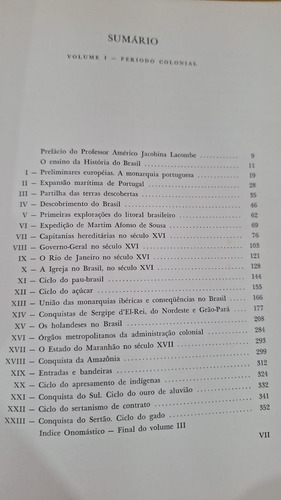 SUMÁRIO
VOLUME I — PERÍODO COLONIAL
Prefácio do Professor Américo Jacobina Lacombe ............ 9
O ensino da História do Brasil ............ 11
I — Preliminares européias. A monarquia portuguesa ............ 19
II — Expansão marítima de Portugal ............ 28
III — Partilha das terras descobertas ............ 35
IV — Descobrimento do Brasil ............ 46
V — Primeiras explorações do litoral brasileiro ............ 62
VI — Expedição de Martim Afonso de Sousa ............ 69
VII — Capitanias hereditárias no século XVI ............ 76
VIII — Governo-Geral no século XVI ............ 103
IX — O Rio de Janeiro no século XVI ............ 121
X — A Igreja no Brasil, no século XVI ............ 128
XI — Ciclo do pau-brasil ............ 144
XII — Ciclo do açúcar ............ 155
XIII — União das monarquias ibéricas e conseqüências no Brasil ............ 166
XIV — Conquistas de Sergipe d'El-Rei, do Nordeste e Grão-Pará ............ 177
XV — Os holandeses no Brasil ............ 208
XVI — Órgãos metropolitanos da administração colonial ............ 284
XVII — O Estado do Maranhão no século XVII ............ 293
XVIII — Conquista da Amazônia ............ 299
XIX — Entradas e bandeiras ............ 312
XX — Ciclo do apresamento de indígenas ............ 324
XXI — Conquista do Sul. Ciclo do ouro de aluvião ............ 332
XXII — Ciclo do sertanismo de contrato ............ 341
XXIII — Conquista do Sertão. Ciclo do gado ............ 352
Índice Onomástico — Final do volume III
VII